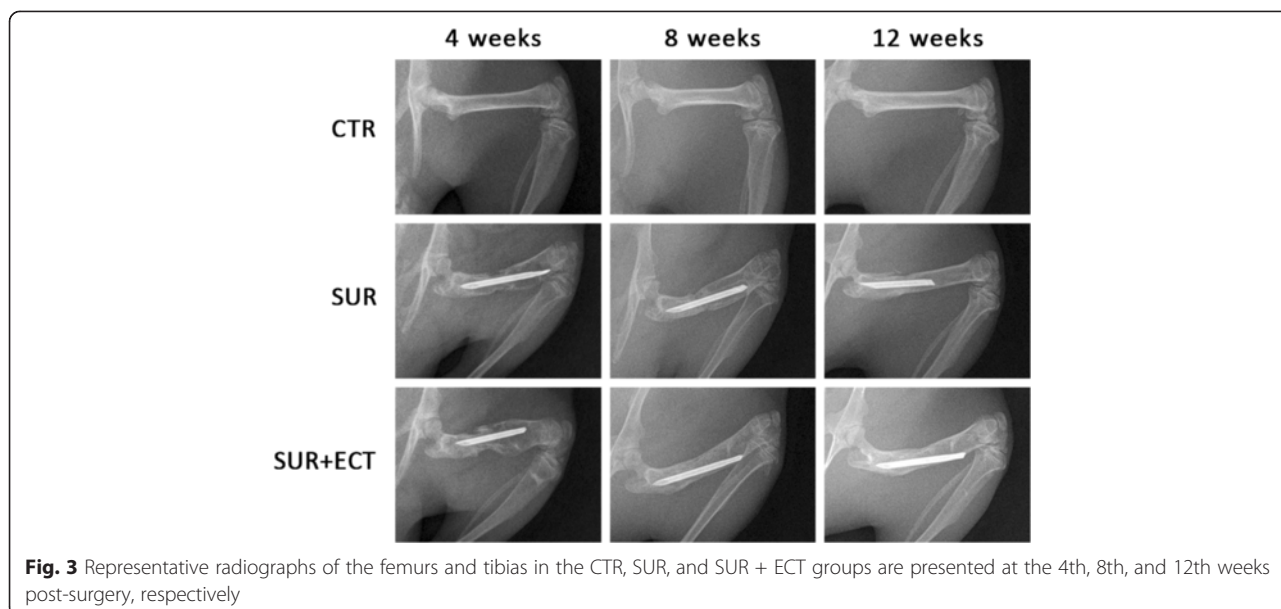 4 weeks 8 weeks 12 weeks
CTR
SUR
SUR+ECT
Fig. 3 Representative radiographs of the femurs and tibias in the CTR, SUR, and SUR + ECT groups are presented at the 4th, 8th, and 12th weeks
post-surgery, respectively